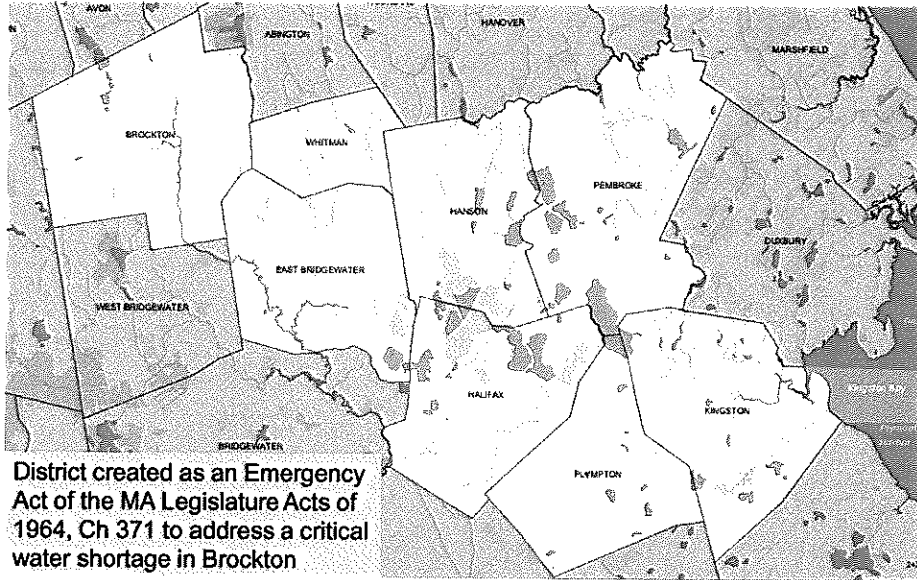 AVON
ABINGTON
HANOVER
MARSHFIELD
BROCKTON
WHITMAN
PEMBROKE
HANSON
DUXBURY
EAST BRIDGEWATER
WEST BRIDGEWATER
Kingston Bay
HALIFAX
KINGSTON
BRIDGEWATER
PLYMPTON
District created as an Emergency
Act of the MA Legislature Acts of
1964, Ch 371 to address a critical
water shortage in Brockton